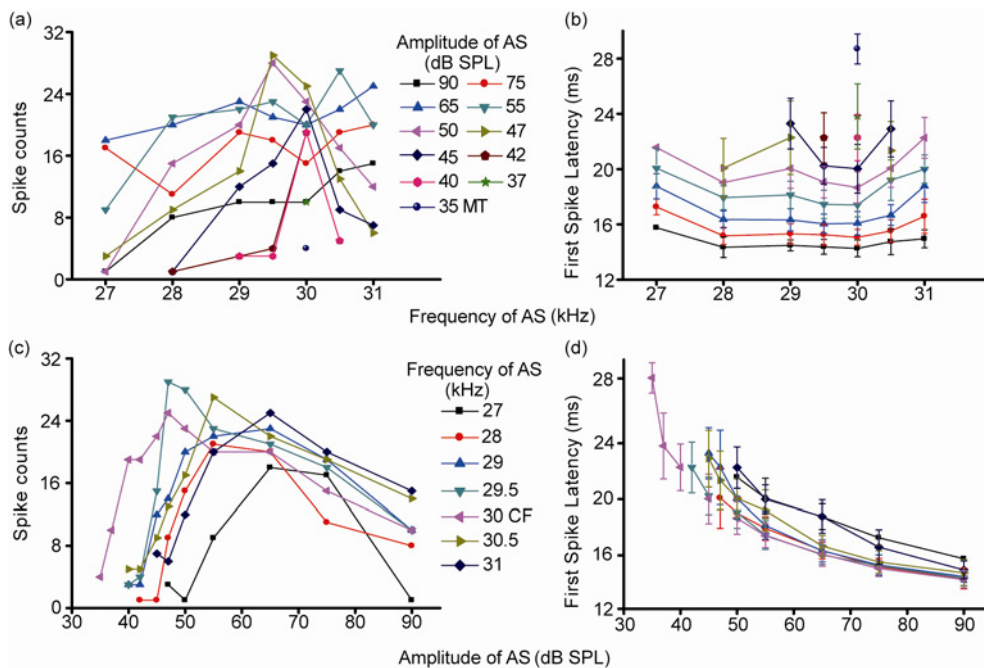 (a)
Spike counts
32
24
16
8
0
27 28 29 30 31
Amplitude of AS
(dB SPL)
90 75
65 55
50 47
45 42
40 37
35 MT
(b)
First Spike Latency (ms)
28
24
20
16
12
27 28 29 30 31
Frequency of AS (kHz)
(c)
Spike counts
32
24
16
8
0
30 40 50 60 70 80 90
Frequency of AS
(kHz)
27
28
29
29.5
30 CF
30.5
31
(d)
First Spike Latency (ms)
28
24
20
16
12
30 40 50 60 70 80 90
Amplitude of AS (dB SPL)